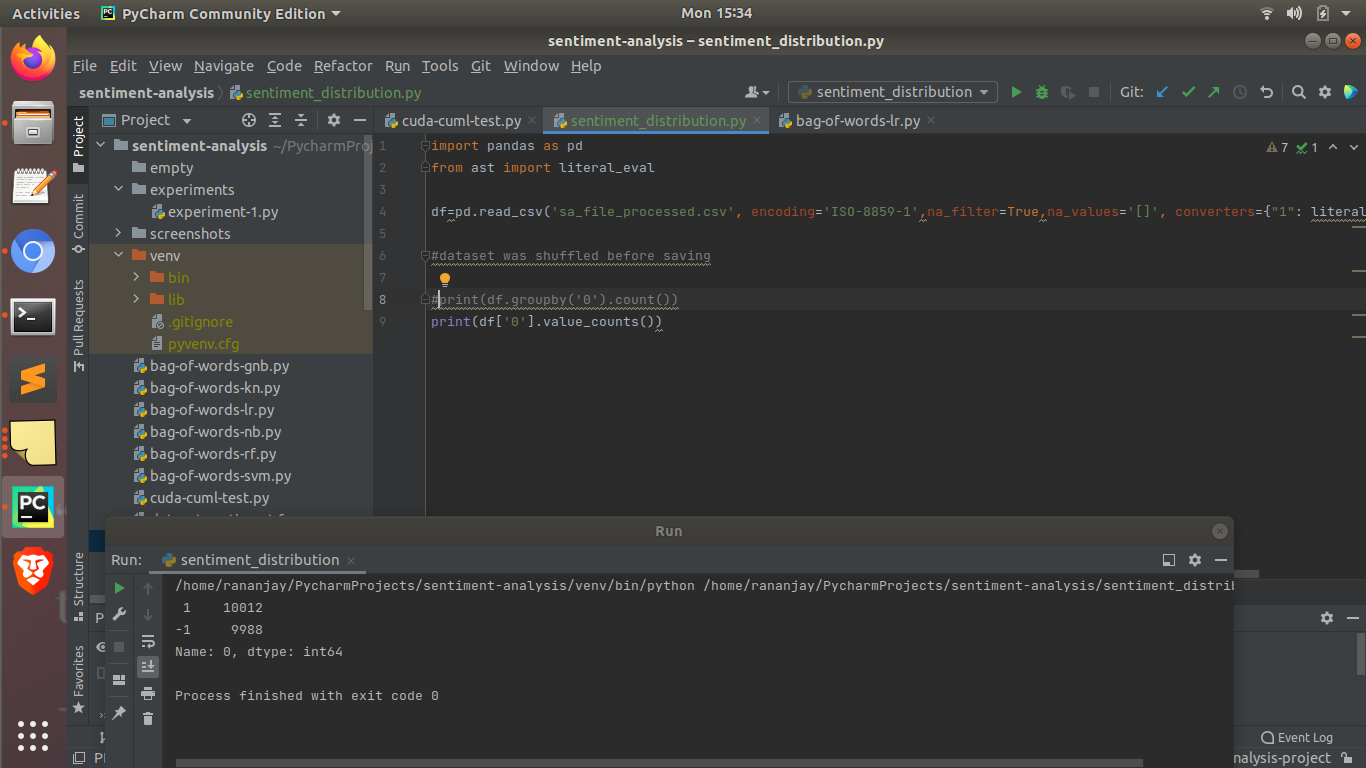 Activities PyCharm Community Edition Mon 15:34
sentiment-analysis – sentiment_distribution.py
File Edit View Navigate Code Refactor Run Tools Git Window Help
sentiment-analysis sentiment_distribution.py sentiment_distribution Git:
Project
cuda-cuml-test.py sentiment_distribution.py bag-of-words-lr.py
sentiment-analysis ~/PycharmProj
empty
experiments
experiment-1.py
screenshots
venv
bin
lib
.gitignore
pyvenv.cfg
bag-of-words-gnb.py
bag-of-words-kn.py
bag-of-words-lr.py
bag-of-words-nb.py
bag-of-words-rf.py
bag-of-words-svm.py
cuda-cuml-test.py
Project
Commit
Pull Requests
Structure
Favorites
7 1
1 import pandas as pd
2 from ast import literal_eval
3
4 df=pd.read_csv('sa_file_processed.csv', encoding='ISO-8859-1',na_filter=True,na_values='[]', converters={"1": literal
5
6 #dataset was shuffled before saving
7
8 #print(df.groupby('0').count())
9 print(df['0'].value_counts())
Run
Run: sentiment_distribution
/home/rananjay/PycharmProjects/sentiment-analysis/venv/bin/python /home/rananjay/PycharmProjects/sentiment-analysis/sentiment_distrib
1 10012
-1 9988
Name: 0, dtype: int64
Process finished with exit code 0
Event Log
nalysis-project
PC